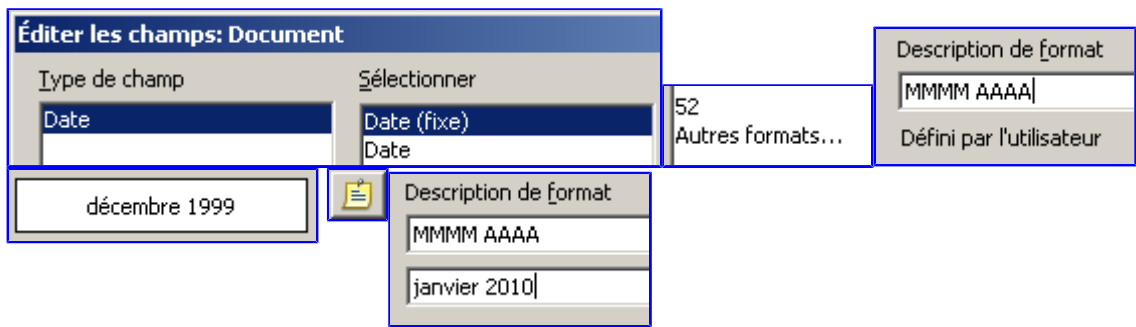 Éditer les champs: Document
Type de champ
Sélectionner
Date
Date (fixe)
Date
52
Autres formats...
Description de format
MMMM AAAA
Défini par l'utilisateur
décembre 1999
Description de format
MMMM AAAA
janvier 2010